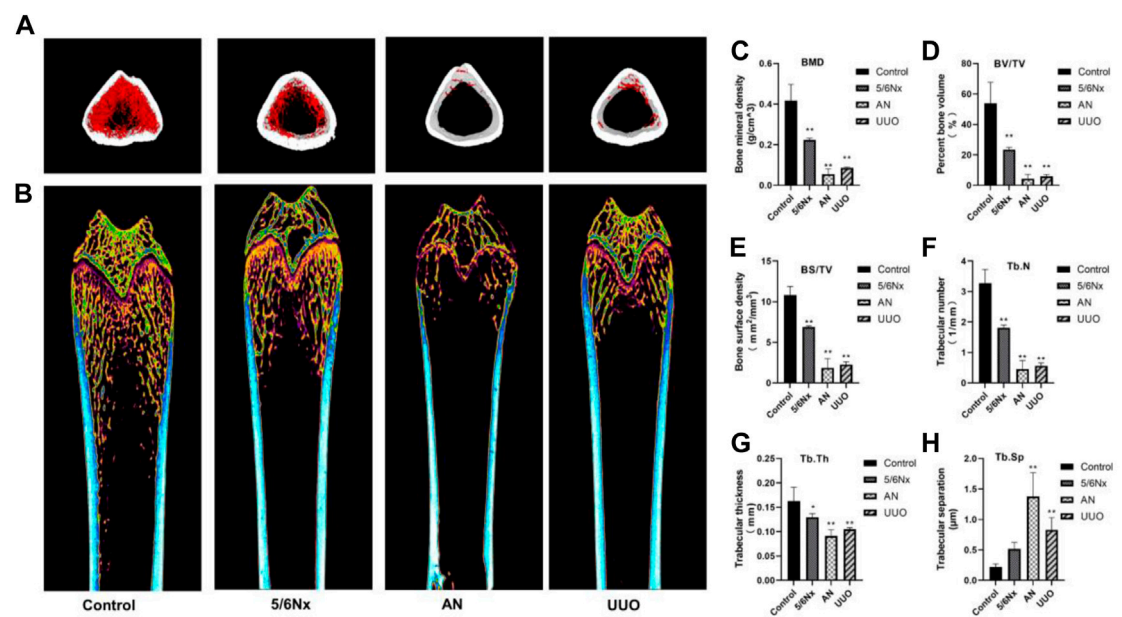 A
B
Control
5/6Nx
AN
UUO
C
BMD
Bone mineral density
(g/cm^3)
0.6
0.4
0.2
0.0
**
**
**
Control
5/6Nx
AN
UUO
Control
5/6Nx
AN
UUO
D
BV/TV
Percent bone volume
( % )
80
60
40
20
0
**
**
**
Control
5/6Nx
AN
UUO
Control
5/6Nx
AN
UUO
E
BS/TV
Bone surface density
( mm²/mm³)
15
10
5
0
**
**
**
Control
5/6Nx
AN
UUO
Control
5/6Nx
AN
UUO
F
Tb.N
Trabecular number
( 1/mm )
4
3
2
1
0
**
**
**
Control
5/6Nx
AN
UUO
Control
5/6Nx
AN
UUO
G
Tb.Th
Trabecular thickness
( mm)
0.25
0.20
0.15
0.10
0.05
0.00
*
**
**
Control
5/6Nx
AN
UUO
Control
5/6Nx
AN
UUO
H
Tb.Sp
Trabecular separation
(μm)
2.0
1.5
1.0
0.5
0.0
**
**
Control
5/6Nx
AN
UUO
Control
5/6Nx
AN
UUO